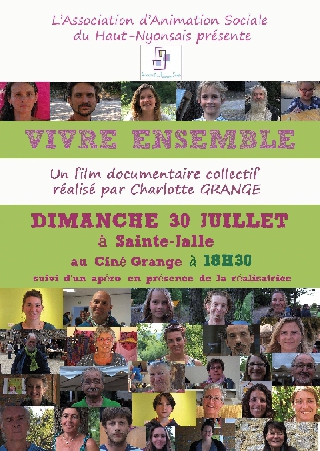 L'Association d'Animation Sociale
du Haut-Nyonsais présente
VIVRE ENSEMBLE
Un film documentaire collectif
réalisé par Charlotte GRANGE
DIMANCHE 30 JUILLET
à Sainte-Jalle
au Ciné Grange à 18H30
suivi d'un apéro en présence de la réalisatrice